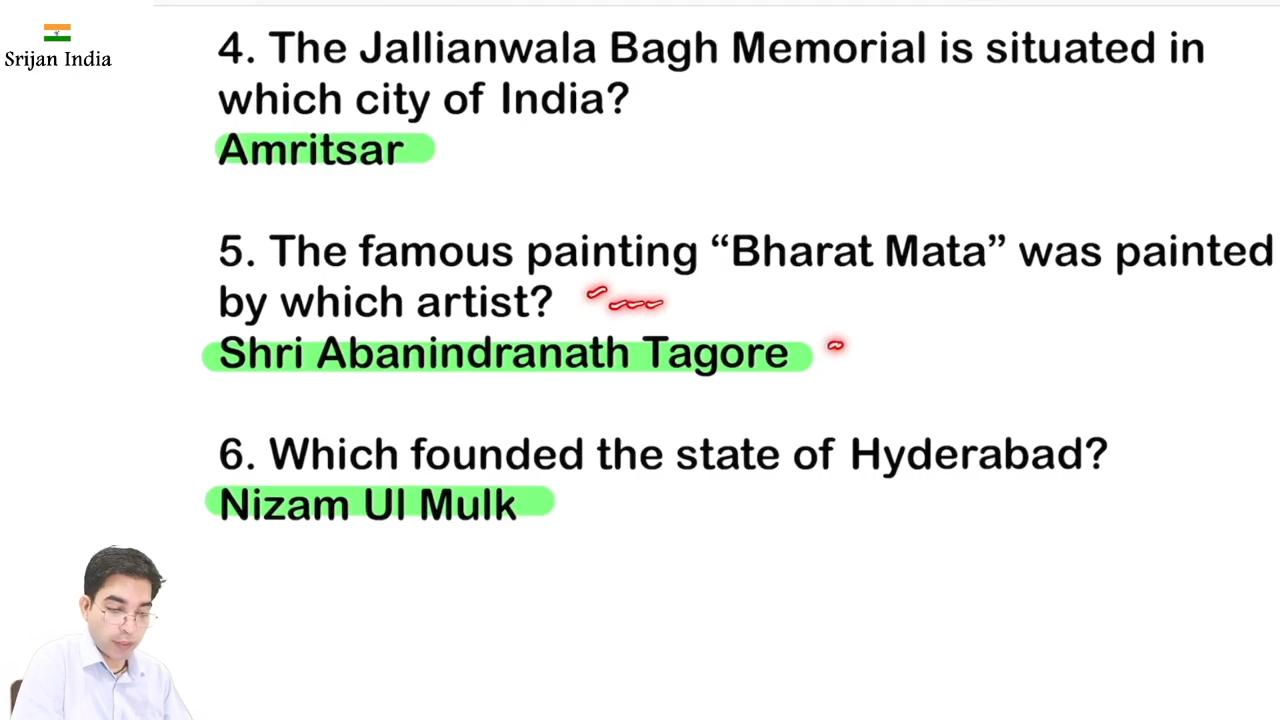 Srijan India
4. The Jallianwala Bagh Memorial is situated in
which city of India?
Amritsar
5. The famous painting “Bharat Mata” was painted
by which artist?
Shri Abanindranath Tagore
6. Which founded the state of Hyderabad?
Nizam Ul Mulk